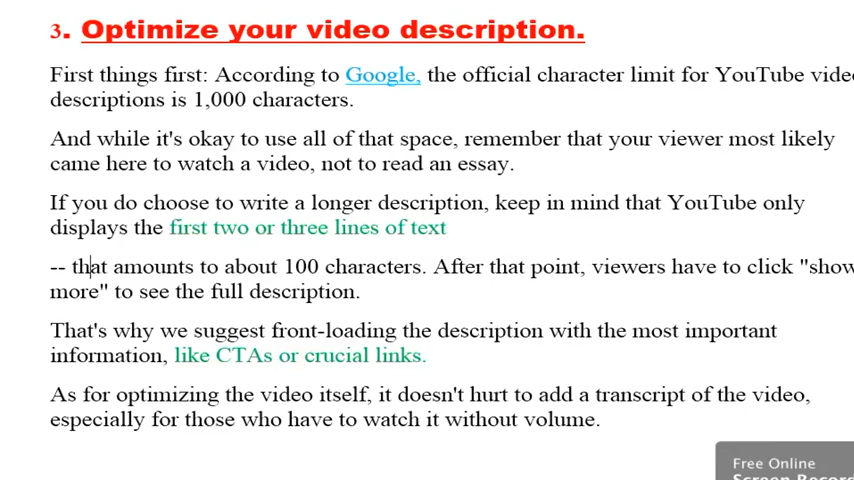 3. Optimize your video description.
First things first: According to Google, the official character limit for YouTube vide
descriptions is 1,000 characters.
And while it's okay to use all of that space, remember that your viewer most likely
came here to watch a video, not to read an essay.
If you do choose to write a longer description, keep in mind that YouTube only
displays the first two or three lines of text
-- that amounts to about 100 characters. After that point, viewers have to click "show
more" to see the full description.
That's why we suggest front-loading the description with the most important
information, like CTAs or crucial links.
As for optimizing the video itself, it doesn't hurt to add a transcript of the video,
especially for those who have to watch it without volume.
Free Online
Screen Record